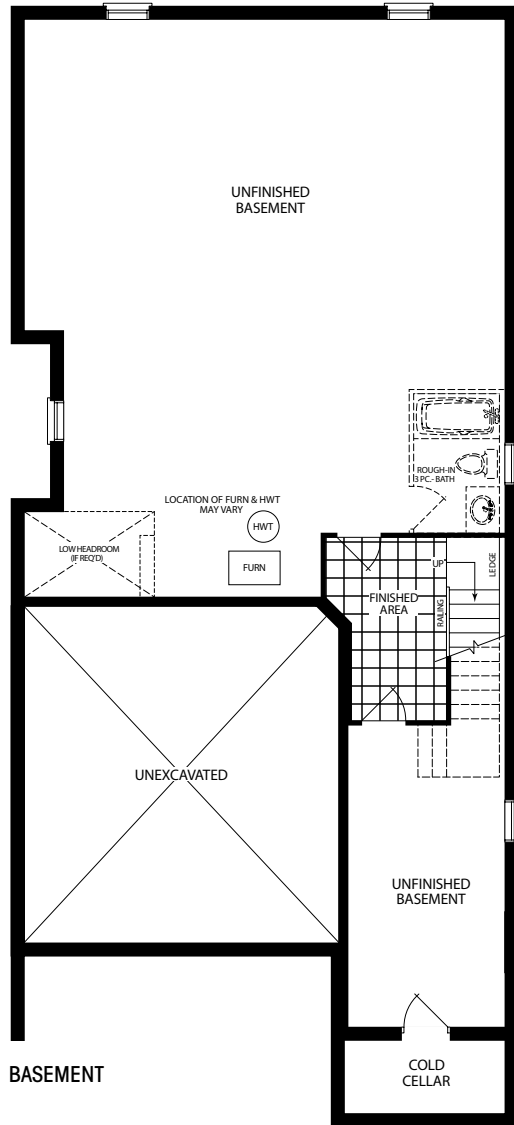 UNFINISHED
BASEMENT
ROUGH-IN
3 PC.- BATH
LOCATION OF FURN & HWT
MAY VARY
HWT
LOW HEADROOM
(IF REQ'D)
FURN
UP
LEDGE
FINISHED
AREA
RAILING
UNEXCAVATED
UNFINISHED
BASEMENT
COLD
CELLAR
BASEMENT